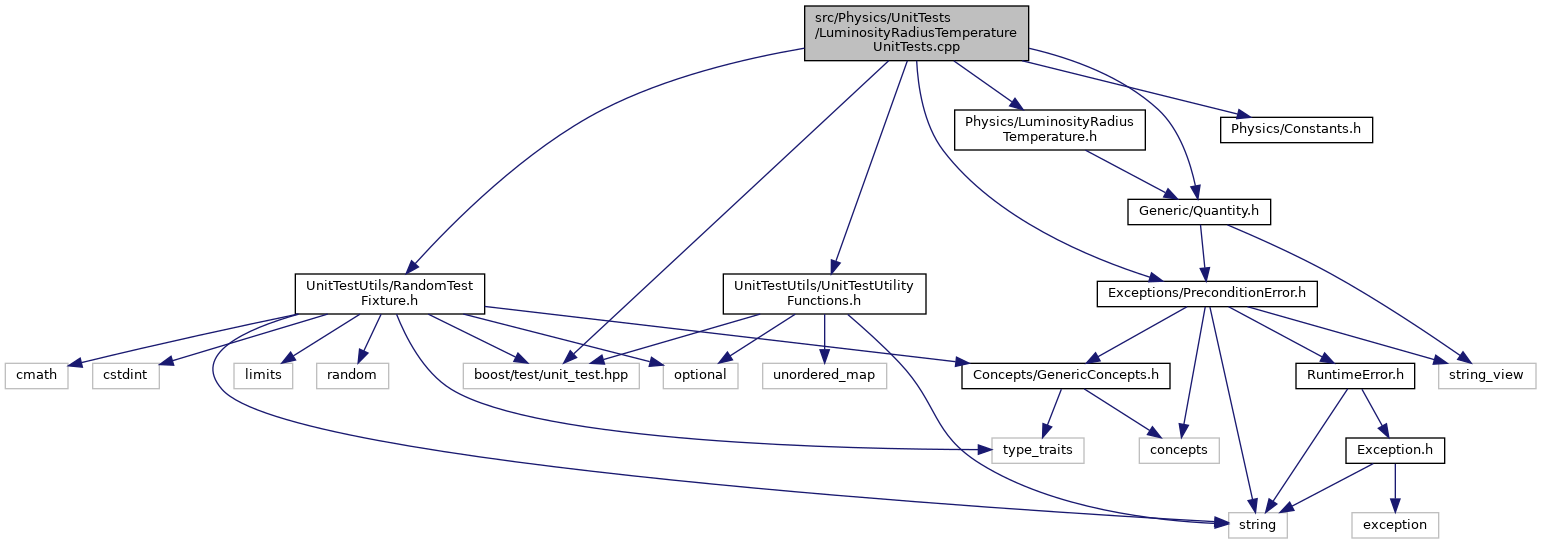 src/Physics/UnitTests
/LuminosityRadiusTemperature
UnitTests.cpp
Physics/LuminosityRadius
Temperature.h
Physics/Constants.h
Generic/Quantity.h
UnitTestUtils/RandomTest
Fixture.h
UnitTestUtils/UnitTestUtility
Functions.h
Exceptions/PreconditionError.h
cmath
cstdint
limits
random
boost/test/unit_test.hpp
optional
unordered_map
Concepts/GenericConcepts.h
RuntimeError.h
string_view
type_traits
concepts
Exception.h
string
exception